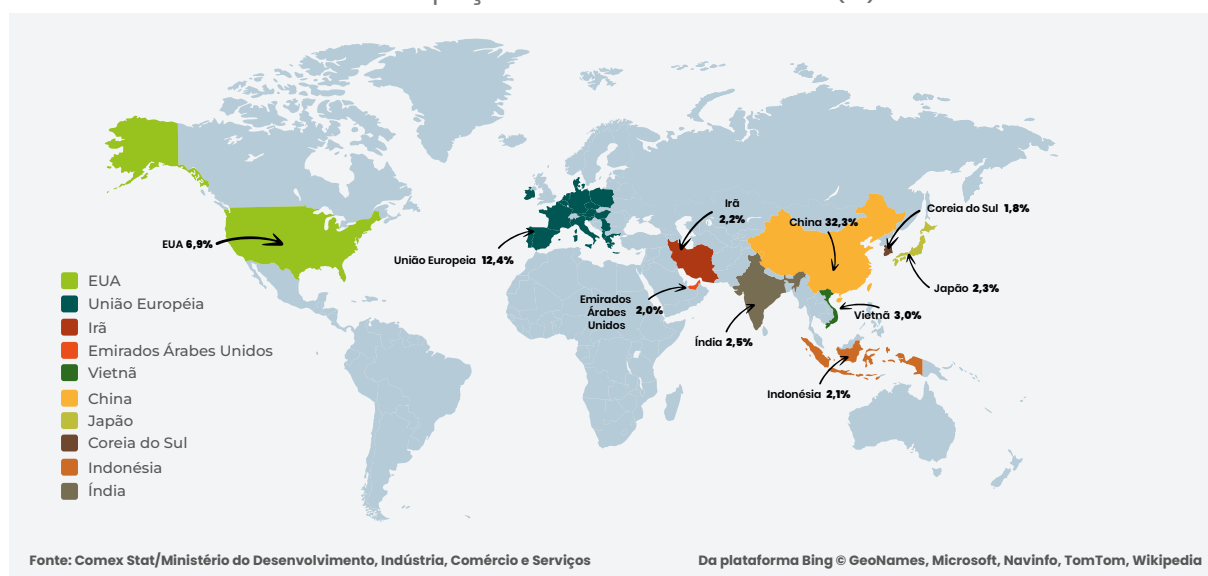 Irã
2,2%
China 32,3%
Coreia do Sul 1,8%
EUA 6,9%
União Europeia 12,4%
Emirados
Árabes
Unidos
2,0%
Japão 2,3%
Vietnã 3,0%
Índia 2,5%
Indonésia 2,1%
EUA
União Européia
Irã
Emirados Árabes Unidos
Vietnã
China
Japão
Coreia do Sul
Indonésia
Índia
Fonte: Comex Stat/Ministério do Desenvolvimento, Indústria, Comércio e Serviços
Da plataforma Bing © GeoNames, Microsoft, Navinfo, TomTom, Wikipedia